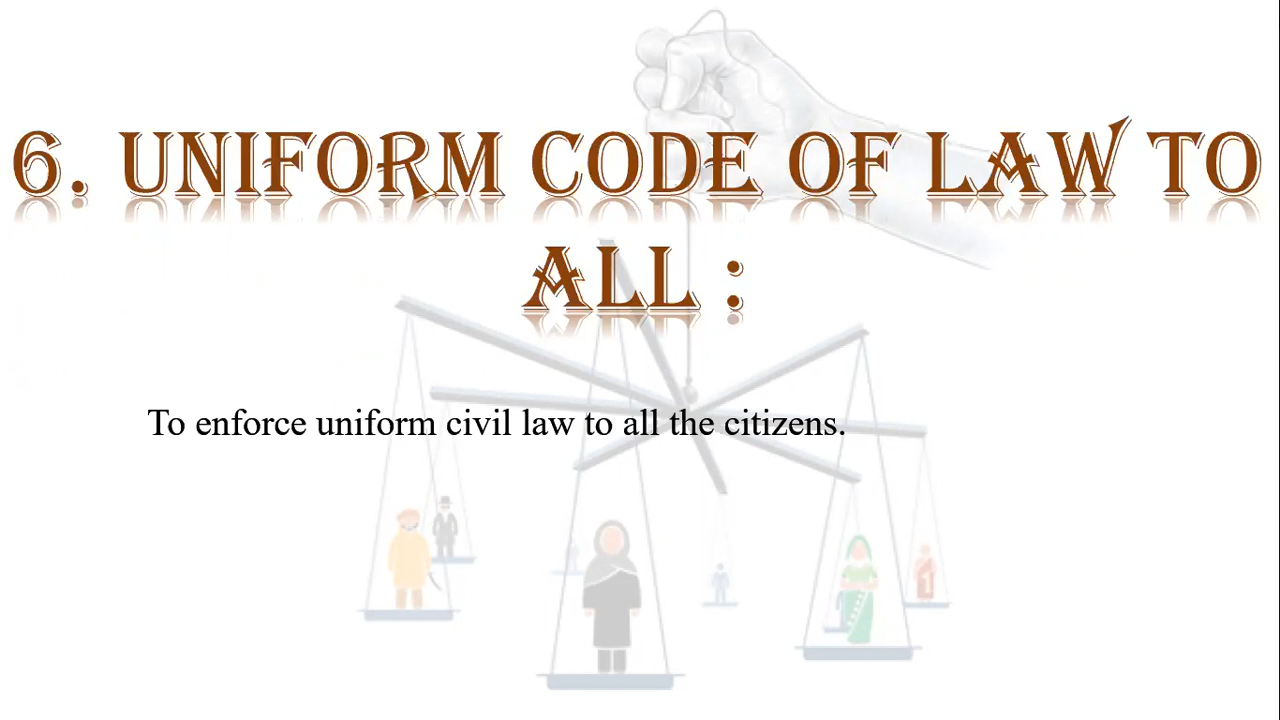 6. UNIFORM CODE OF LAW TO
ALL :
To enforce uniform civil law to all the citizens.